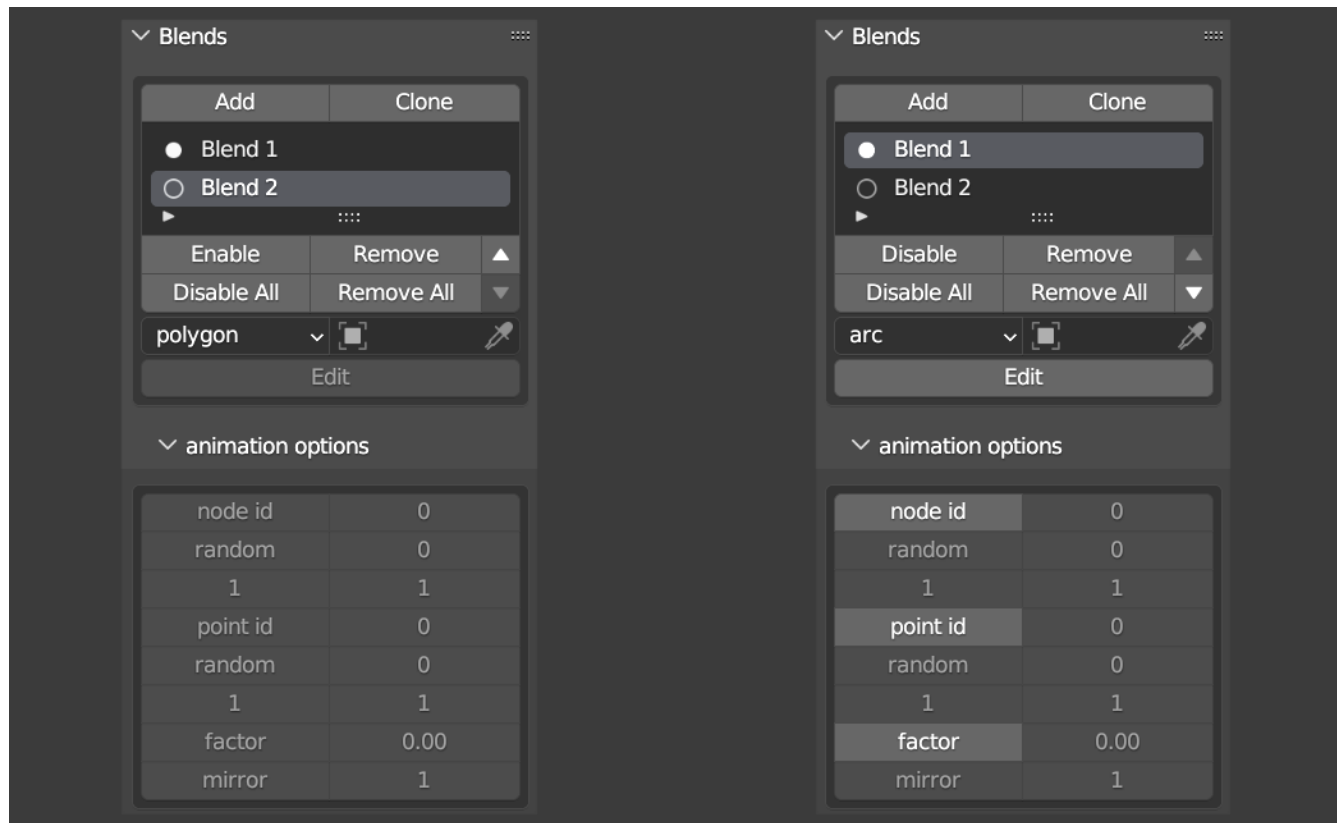 Blends
Add Clone
Blend 1
Blend 2
Enable Remove
Disable All Remove All
polygon
Edit
animation options
node id 0
random 0
1 1
point id 0
random 0
1 1
factor 0.00
mirror 1
Blends
Add Clone
Blend 1
Blend 2
Disable Remove
Disable All Remove All
arc
Edit
animation options
node id 0
random 0
1 1
point id 0
random 0
1 1
factor 0.00
mirror 1